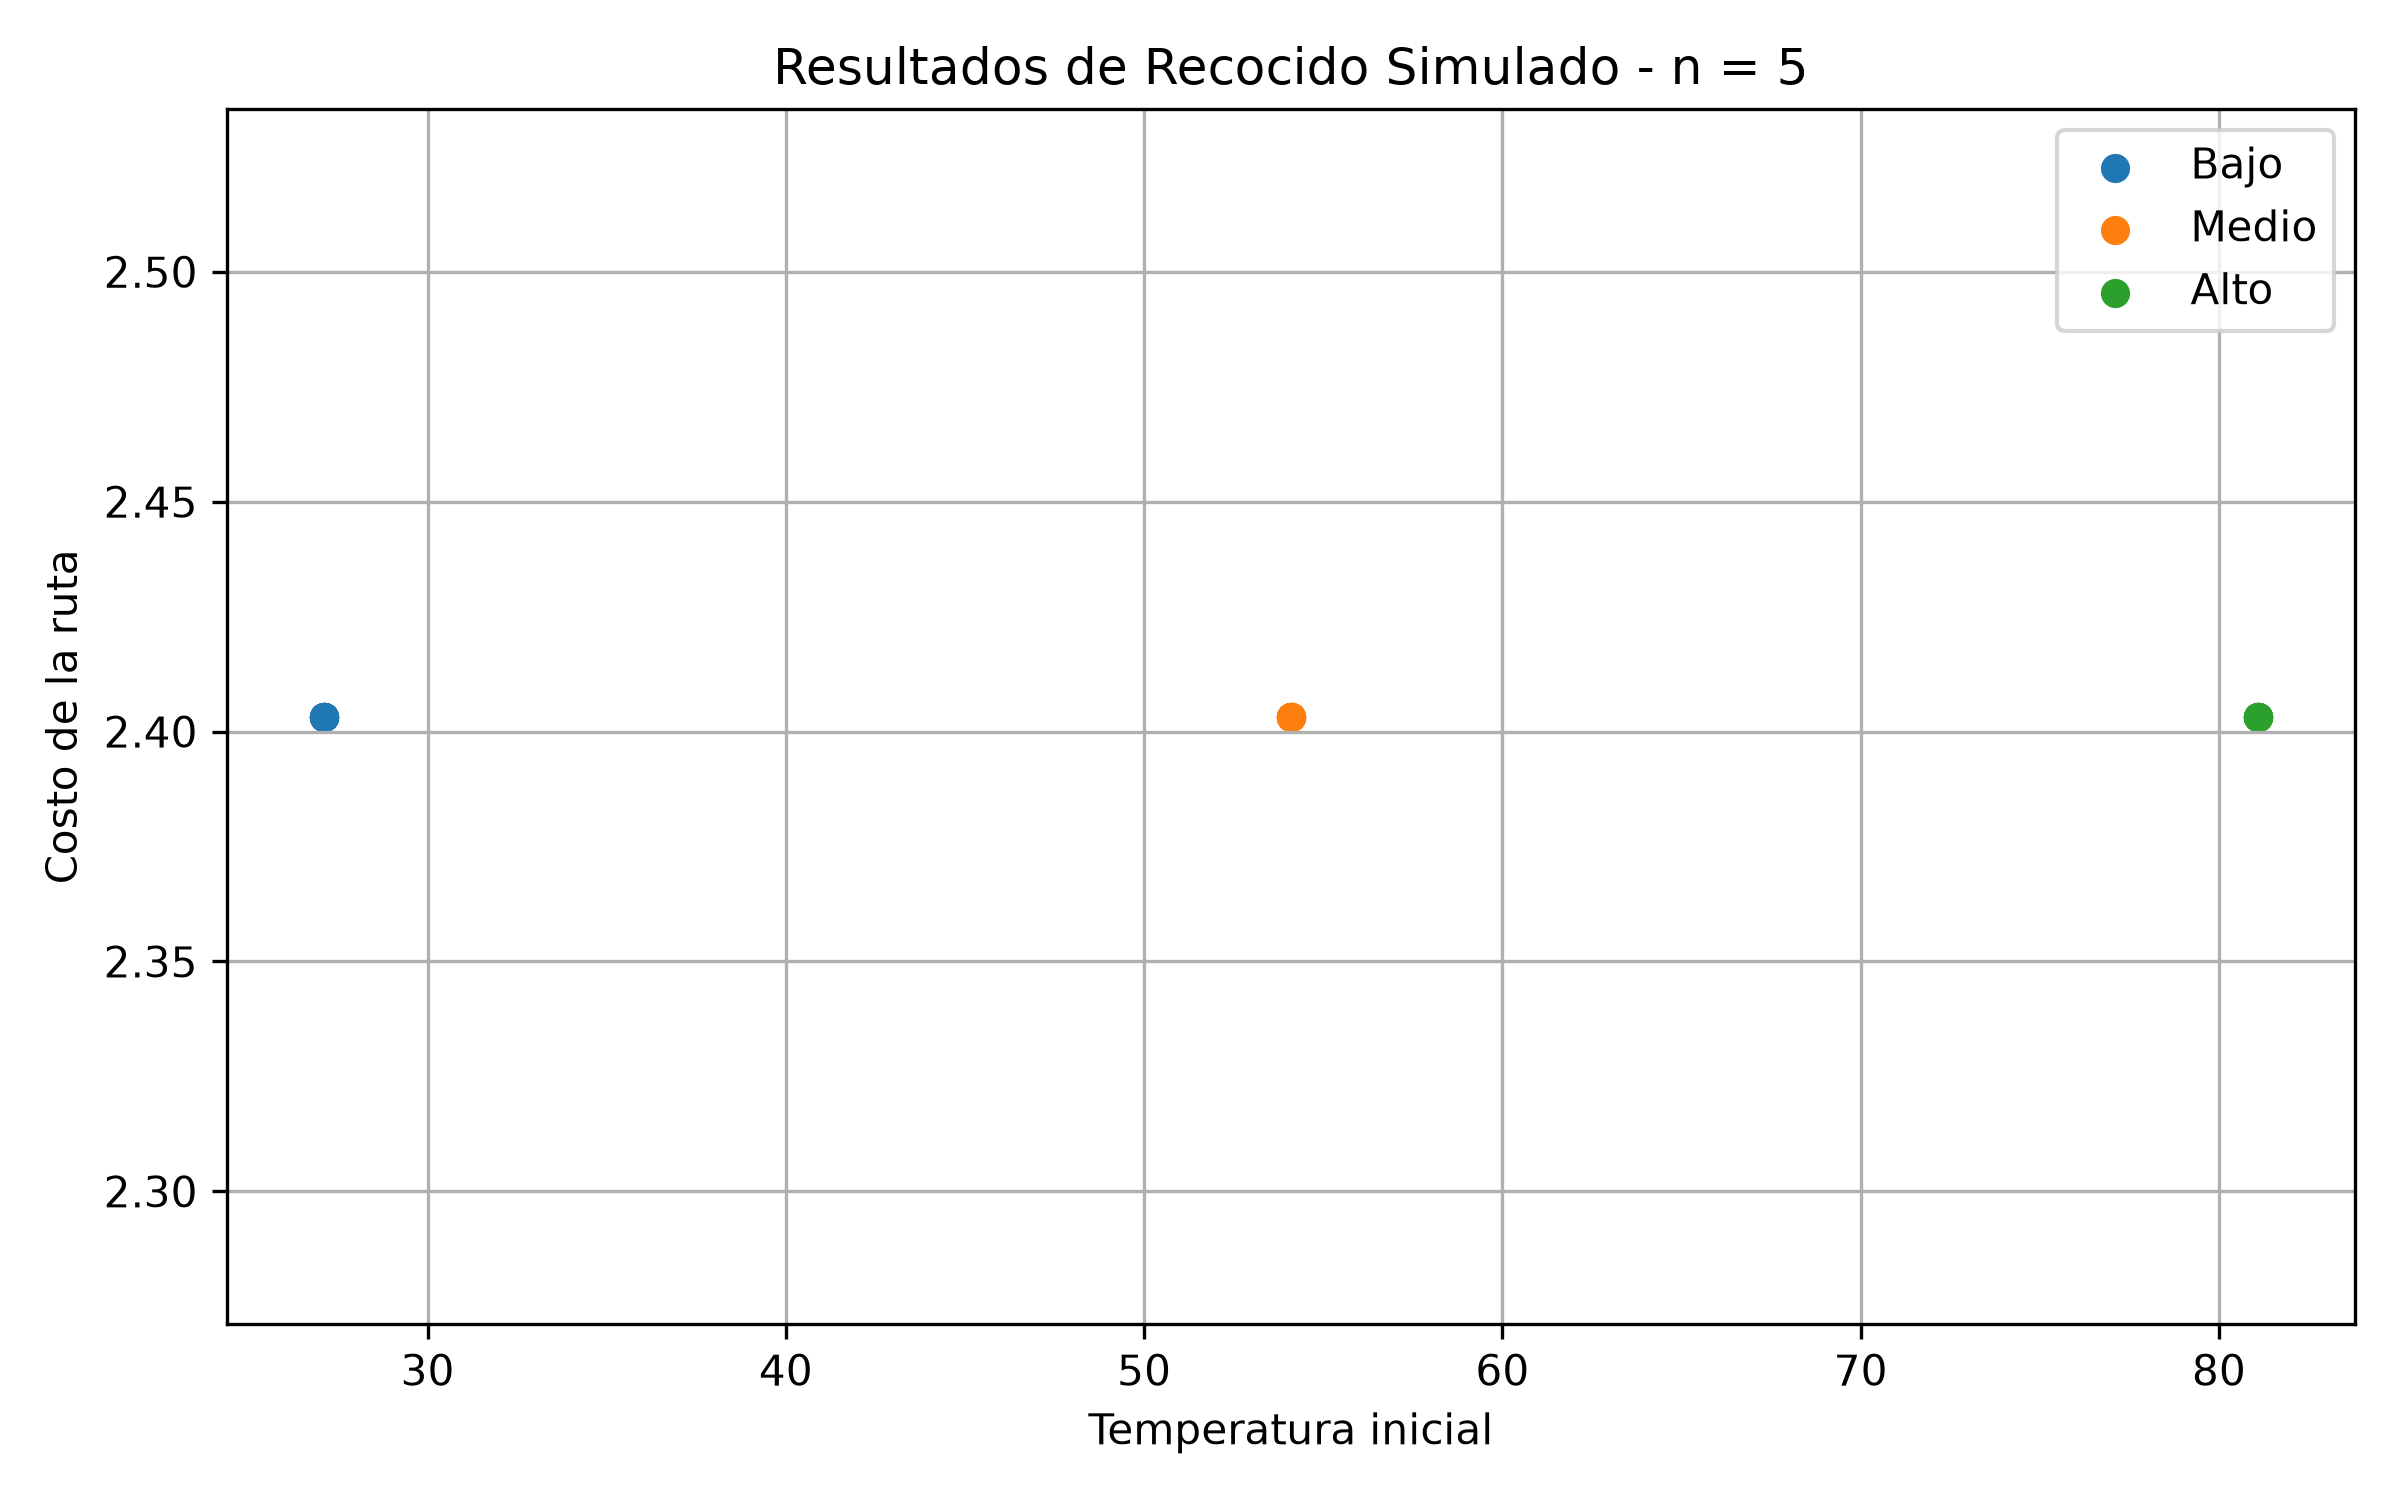 Resultados de Recocido Simulado - n = 5
Bajo
Medio
Alto
Costo de la ruta
2.50
2.45
2.40
2.35
2.30
30 40 50 60 70 80
Temperatura inicial